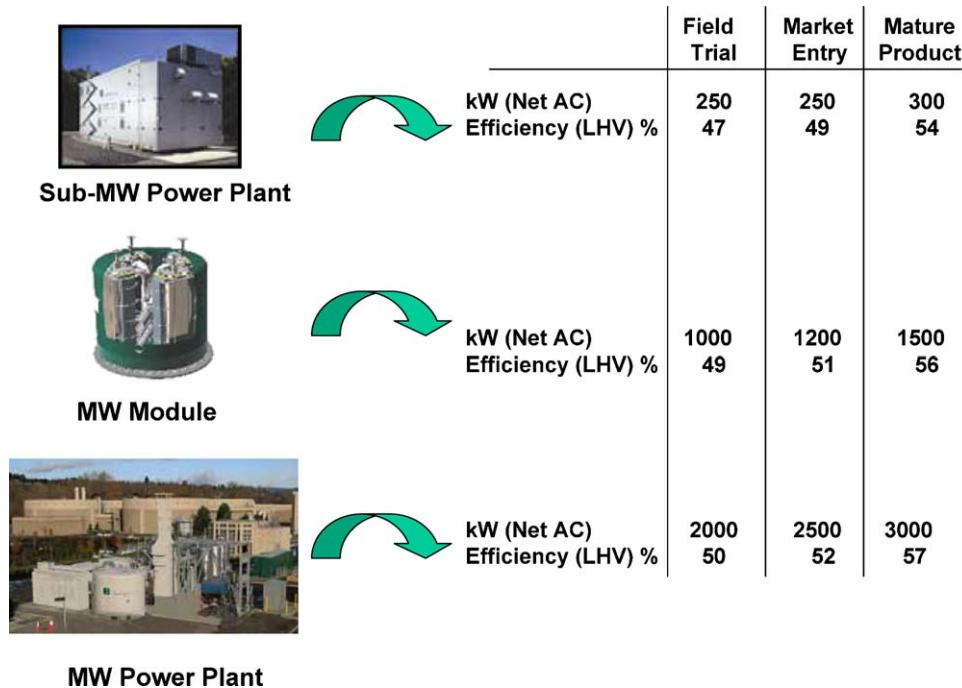 Field Trial Market Entry Mature Product
kW (Net AC) 250 250 300
Efficiency (LHV) % 47 49 54
Sub-MW Power Plant
kW (Net AC) 1000 1200 1500
Efficiency (LHV) % 49 51 56
MW Module
kW (Net AC) 2000 2500 3000
Efficiency (LHV) % 50 52 57
MW Power Plant